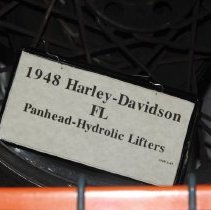 1948 Harley-Davidson
FL
Panhead-Hydrolic Lifters